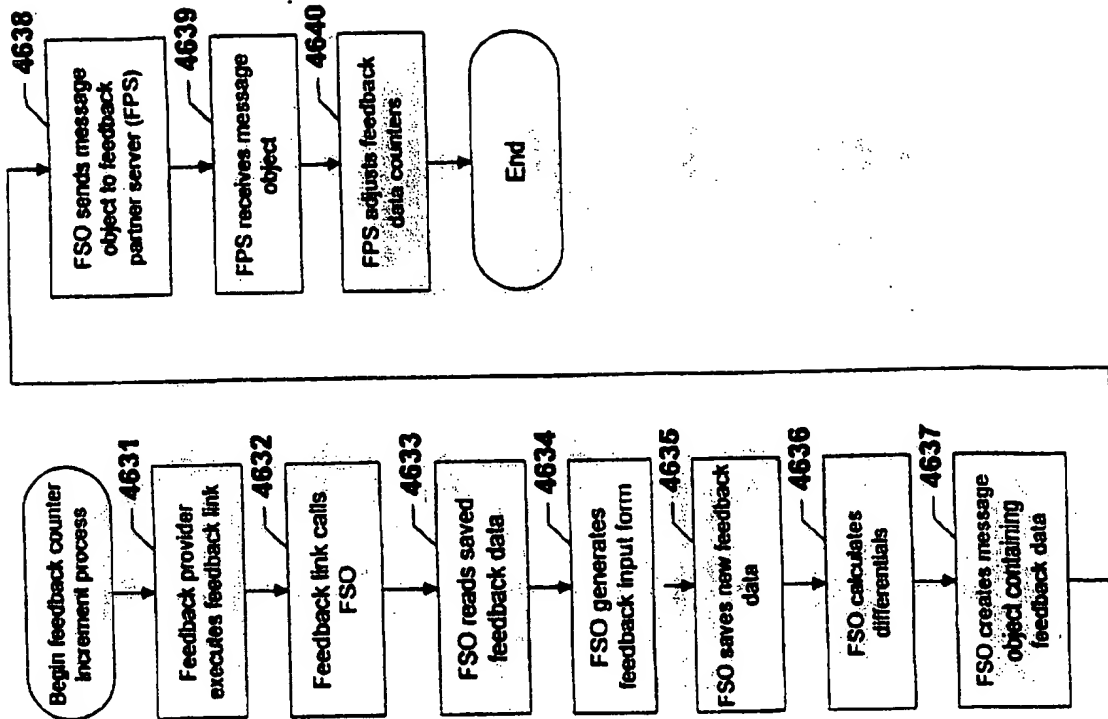 Begin feedback counter
increment process
4631
Feedback provider
executes feedback link
4632
Feedback link calls
FSO
4633
FSO reads saved
feedback data
4634
FSO generates
feedback input form
4635
FSO saves new feedback
data
4636
FSO calculates
differentials
4637
FSO creates message
object containing
feedback data
4638
FSO sends message
object to feedback
partner server (FPS)
4639
FPS receives message
object
4640
FPS adjusts feedback
data counters
End